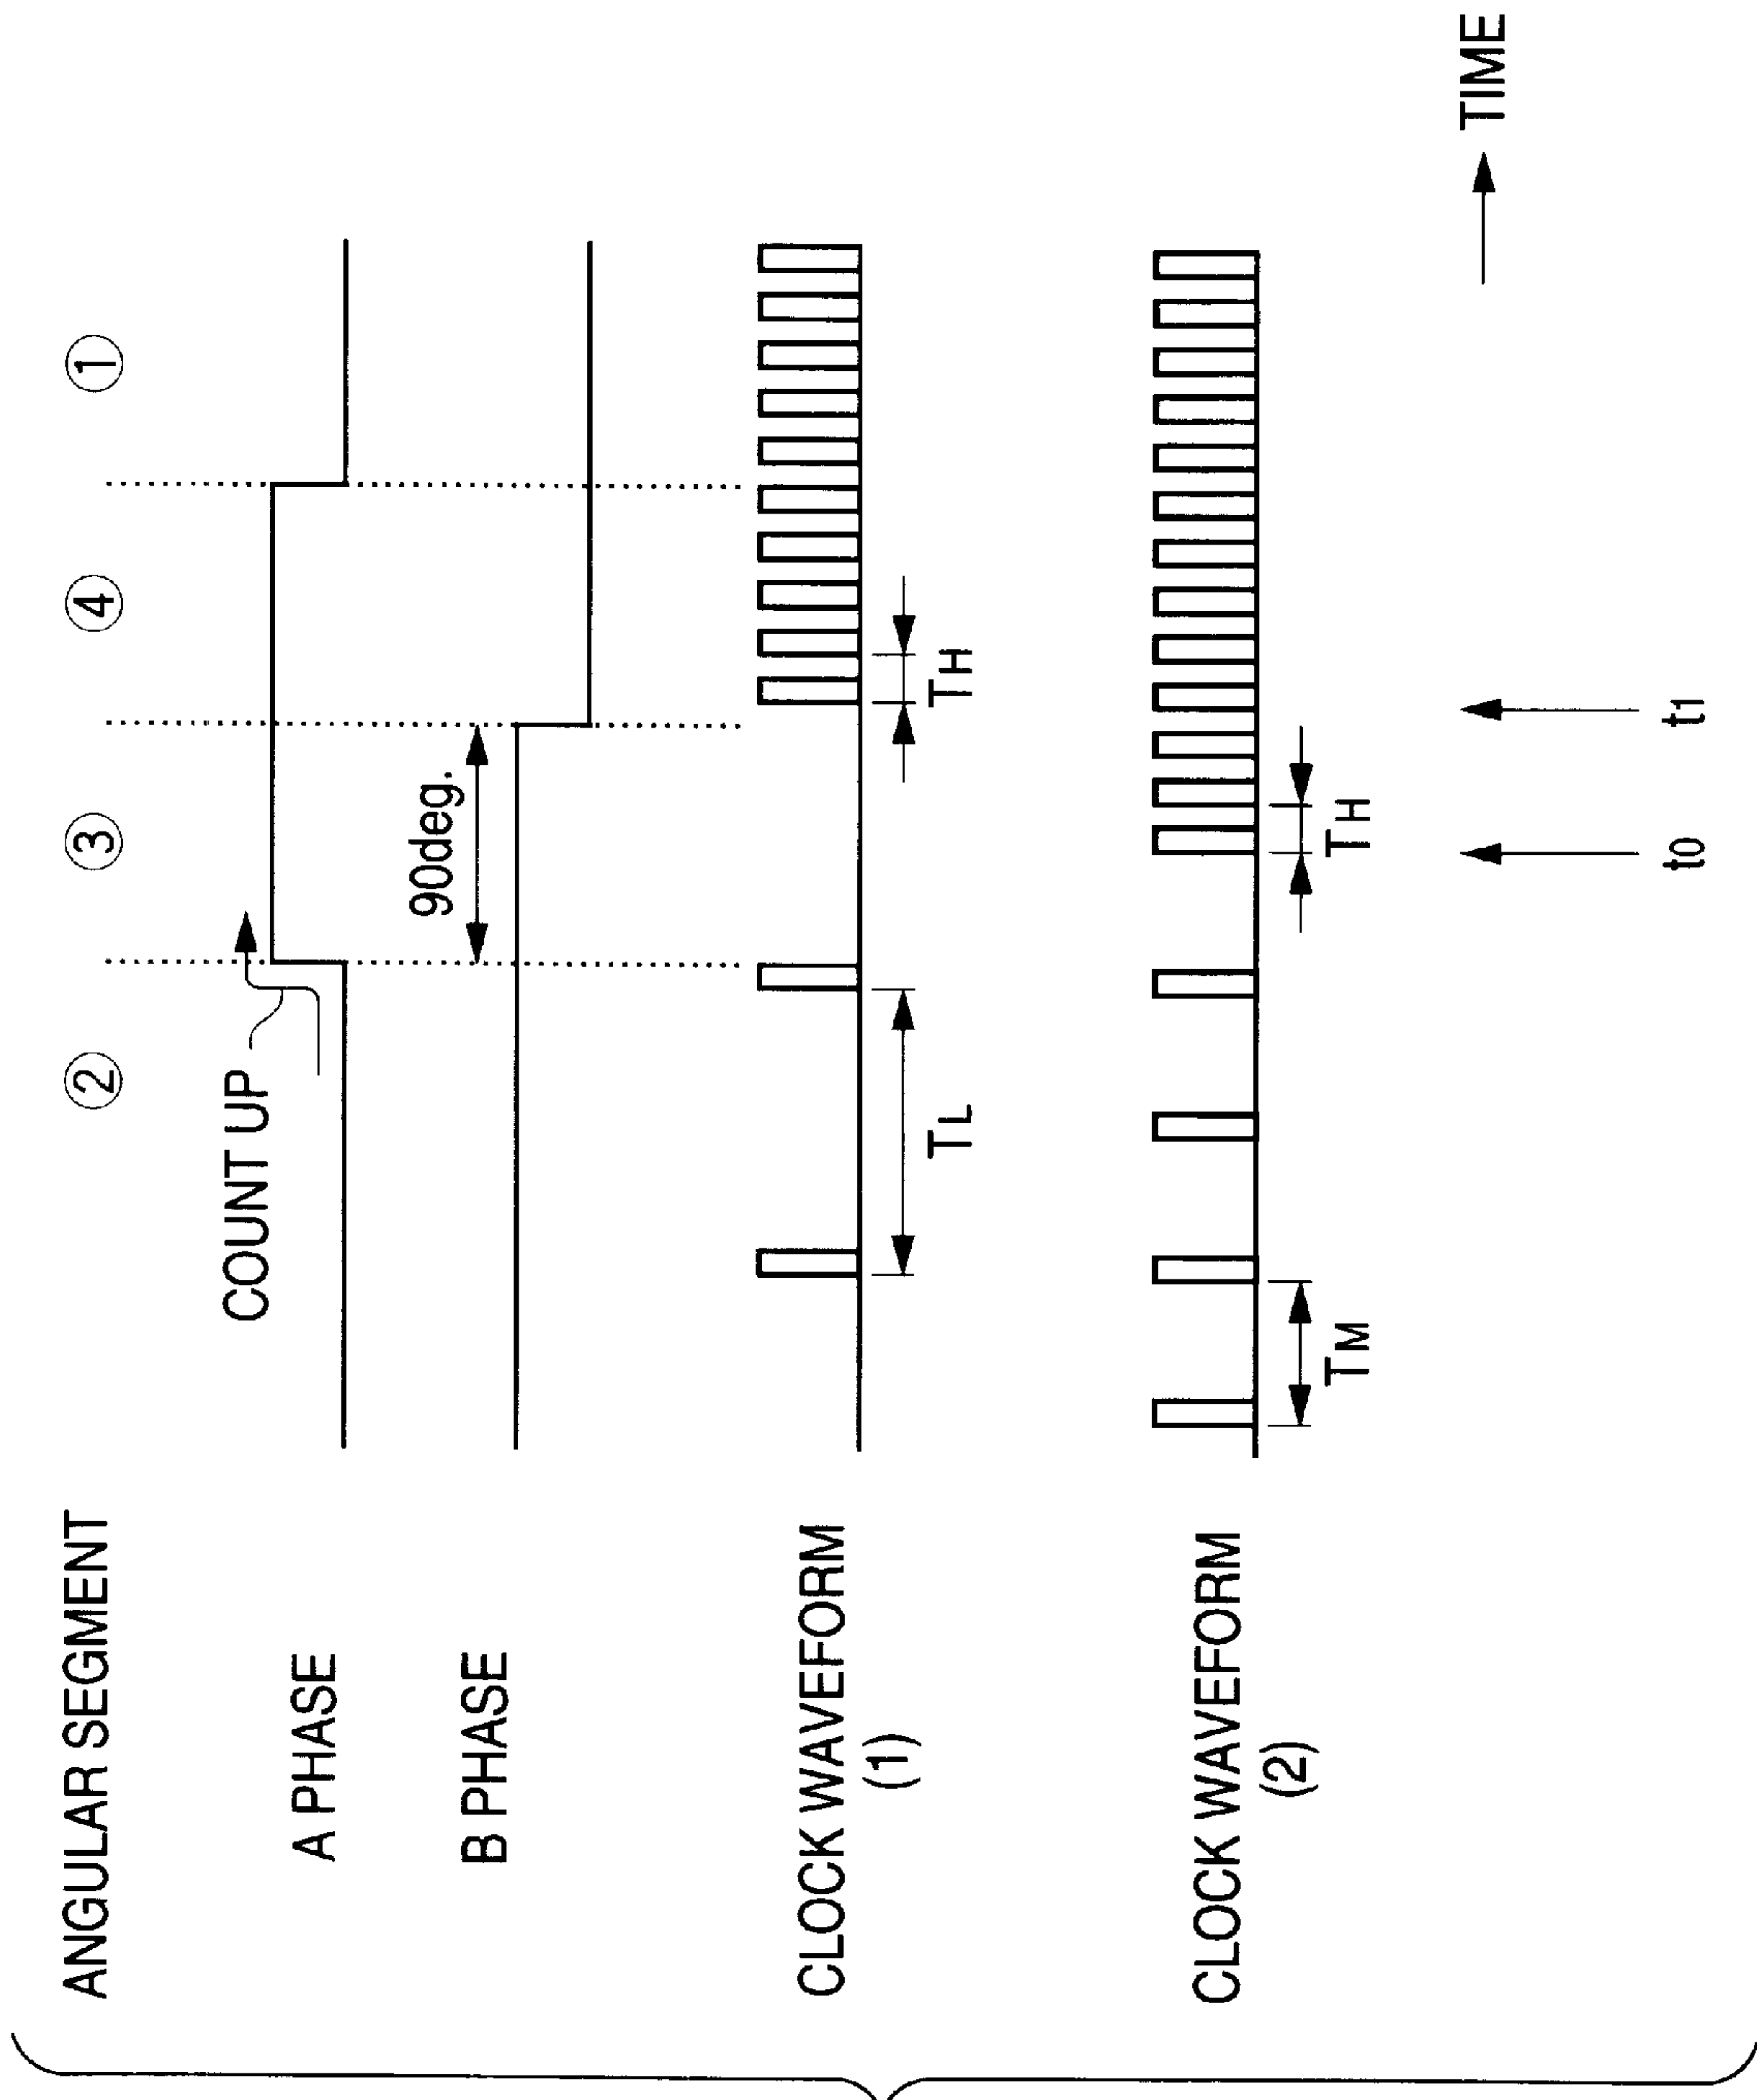 ANGULAR SEGMENT ② ③ ④ ①
COUNT UP
A PHASE
90deg.
B PHASE
CLOCK WAVEFORM
(1)
TL
TH
CLOCK WAVEFORM
(2)
TM
TH
TIME
t0
t1